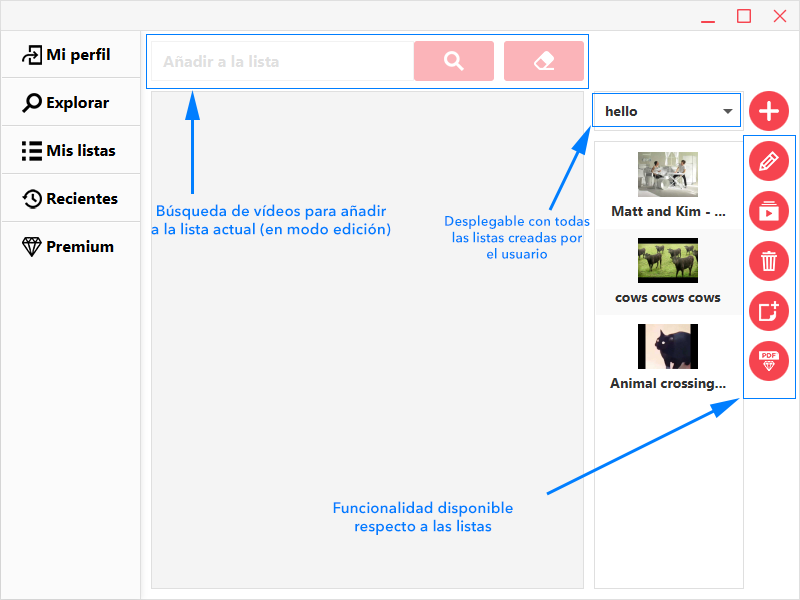 Mi perfil
Explorar
Mis listas
Recientes
Premium
Añadir a la lista
Búsqueda de vídeos para añadir
a la lista actual (en modo edición)
hello
Desplegable con todas
las listas creadas por
el usuario
Matt and Kim - ...
cows cows cows
Animal crossing...
PDF
Funcionalidad disponible
respecto a las listas